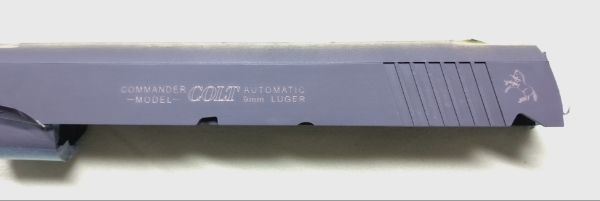 COMMANDER
—MODEL—
COLT
AUTOMATIC
9mm LUGER